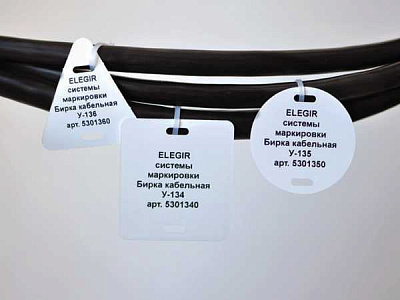 ELEGIR
системы
маркировки
Бирка кабельная
У-136
арт. 5301360
ELEGIR
системы
маркировки
Бирка кабельная
У-134
арт. 5301340
ELEGIR
системы
маркировки
Бирка кабельная
У-135
арт. 5301350